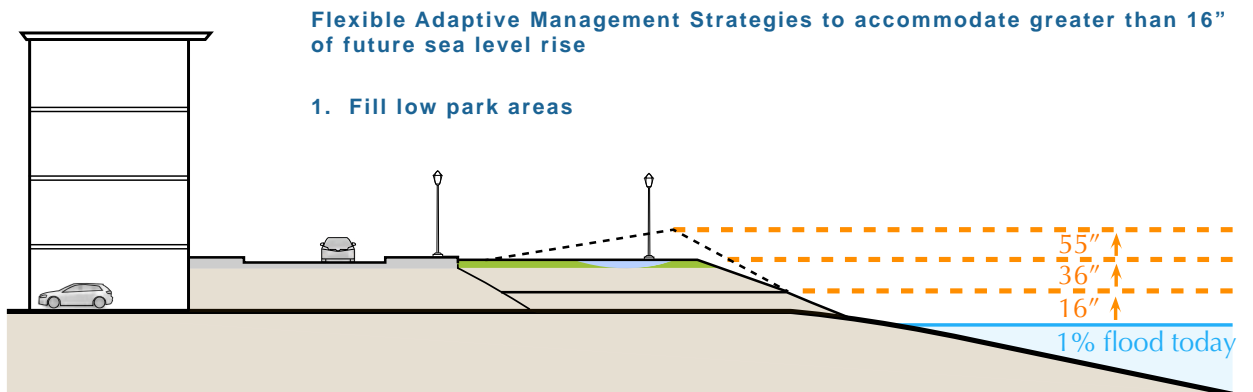 Flexible Adaptive Management Strategies to accommodate greater than 16”
of future sea level rise
1. Fill low park areas
55”
36”
16”
1% flood today